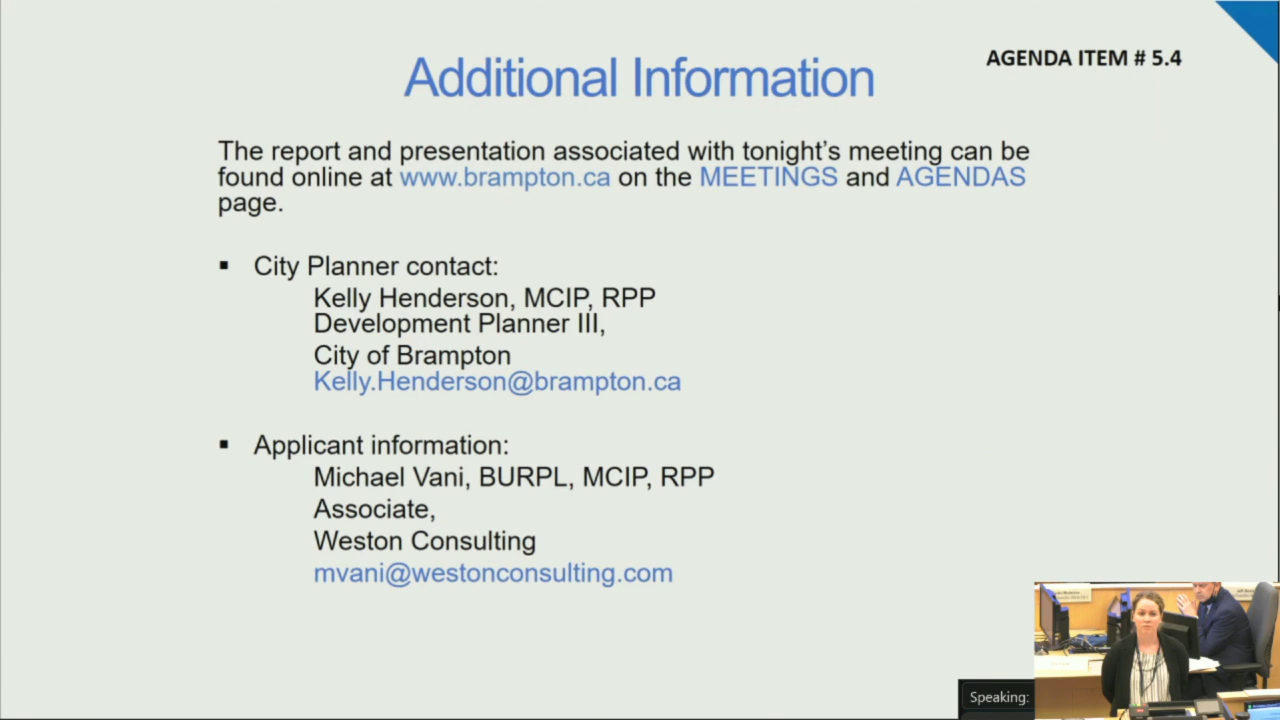 AGENDA ITEM # 5.4
Additional Information
The report and presentation associated with tonight's meeting can be
found online at www.brampton.ca on the MEETINGS and AGENDAS
page.
▪ City Planner contact:
Kelly Henderson, MCIP, RPP
Development Planner III,
City of Brampton
Kelly.Henderson@brampton.ca
▪ Applicant information:
Michael Vani, BURPL, MCIP, RPP
Associate,
Weston Consulting
mvani@westonconsulting.com
Speaking: